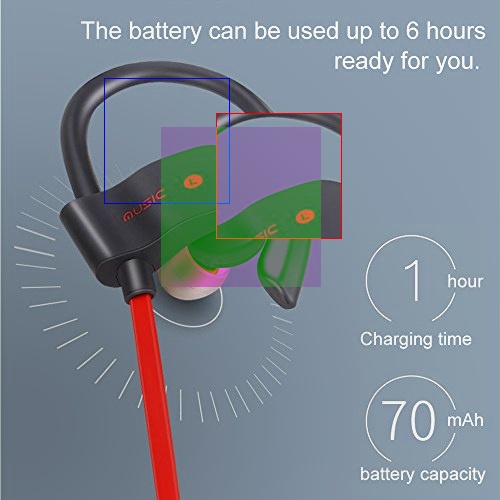 The battery can be used up to 6 hours
ready for you.
MUSIC
SIC
1 hour
Charging time
70 mAh
battery capacity